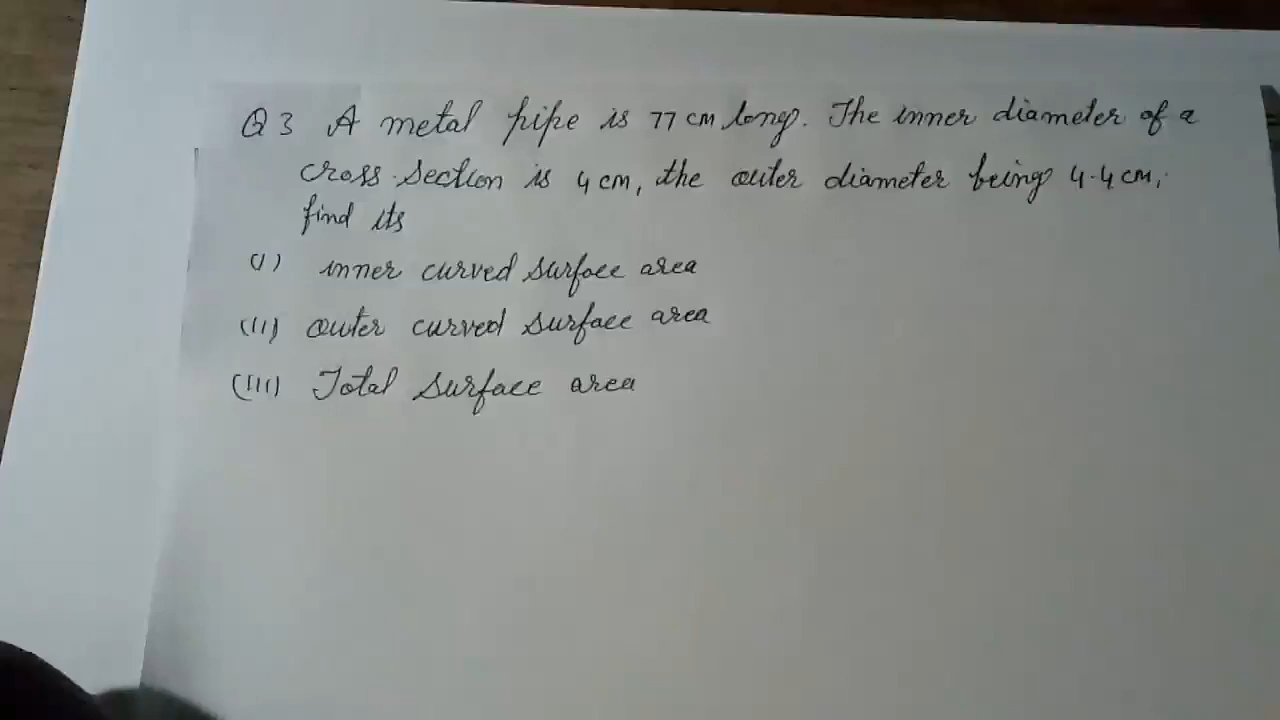 Q 3 A metal pipe is 77 cm long. The inner diameter of a
cross-section is 4 cm, the outer diameter being 4.4 cm,
find its
(I) inner curved surface area
(II) outer curved surface area
(III) Total surface area